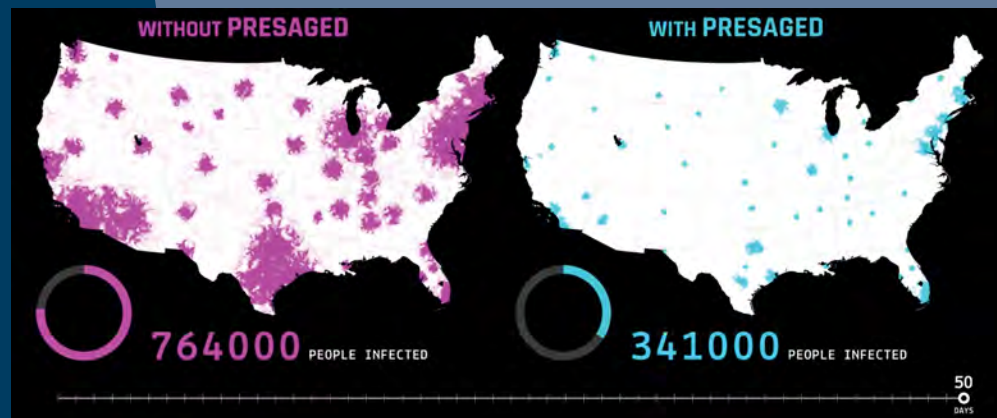 WITHOUT PRESAGED
WITH PRESAGED
764000 PEOPLE INFECTED
341000 PEOPLE INFECTED
50
DAYS